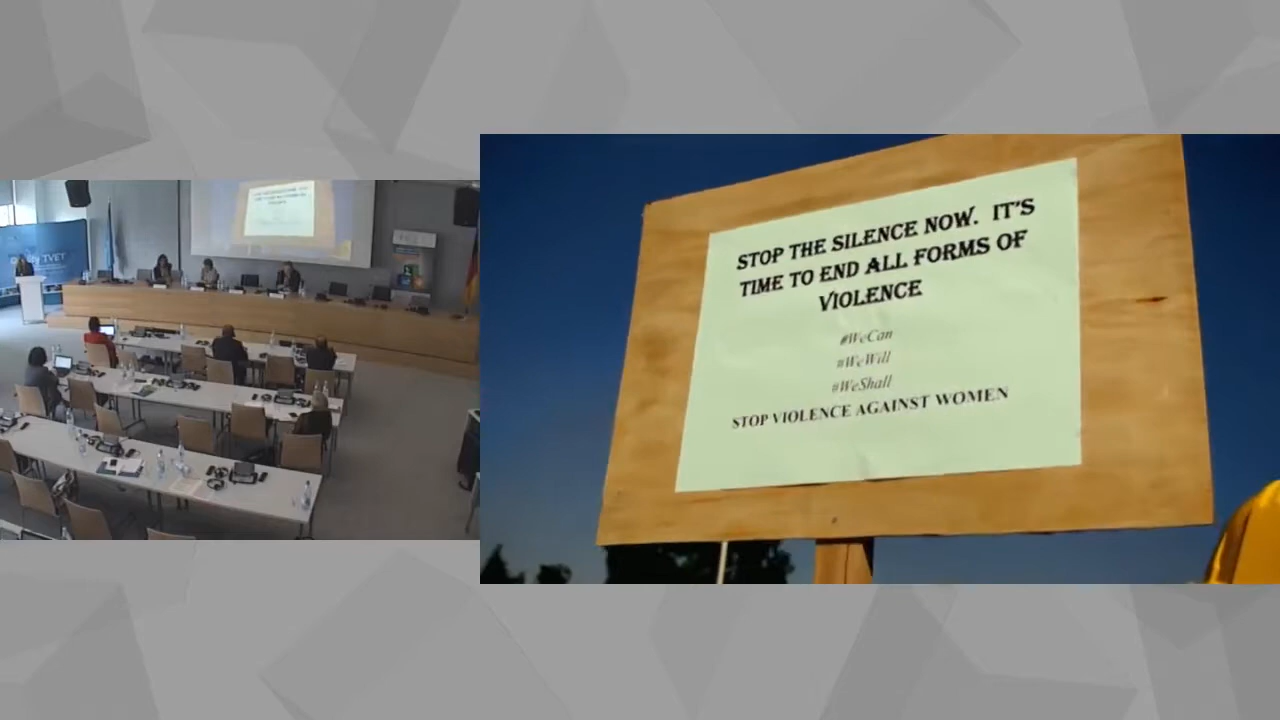 TVET
STOP THE SILENCE NOW. IT'S
TIME TO END ALL FORMS OF
VIOLENCE
#WeCan
#WeWill
#WeShall
STOP VIOLENCE AGAINST WOMEN